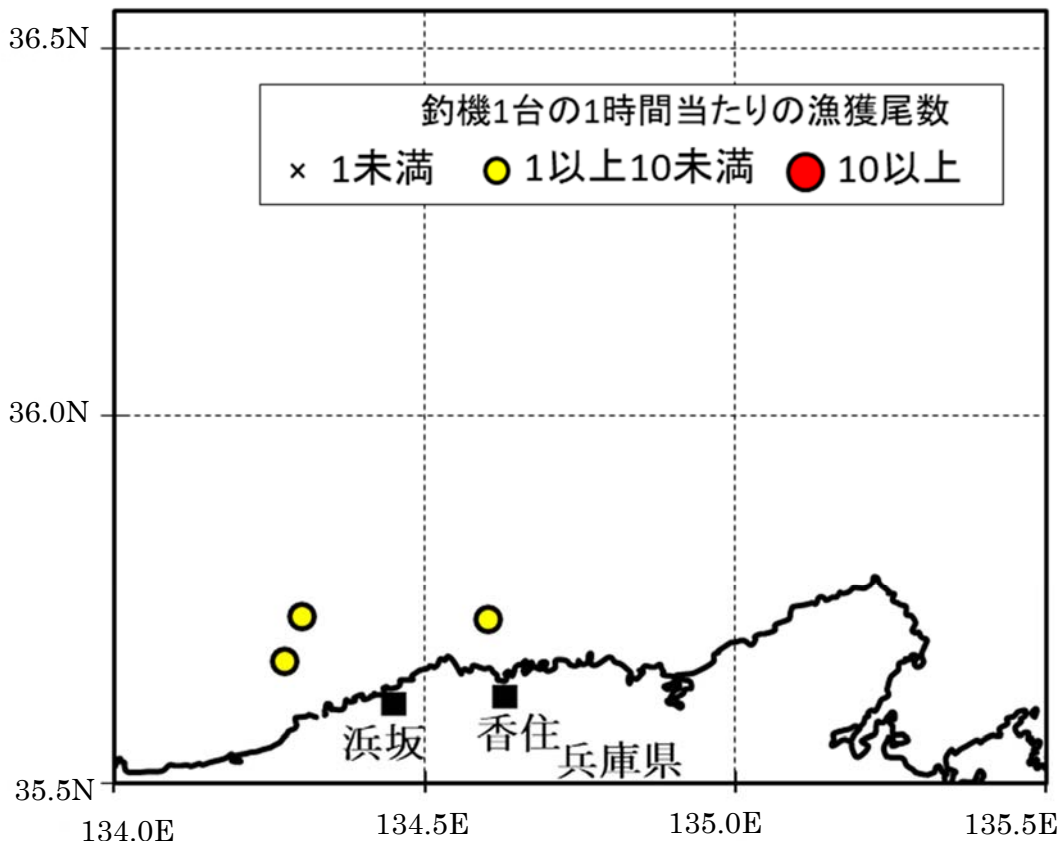 36.5N
釣機1台の1時間当たりの漁獲尾数
× 1未満 1以上10未満 10以上
36.0N
浜坂
香住
兵庫県
35.5N
134.0E 134.5E 135.0E 135.5E